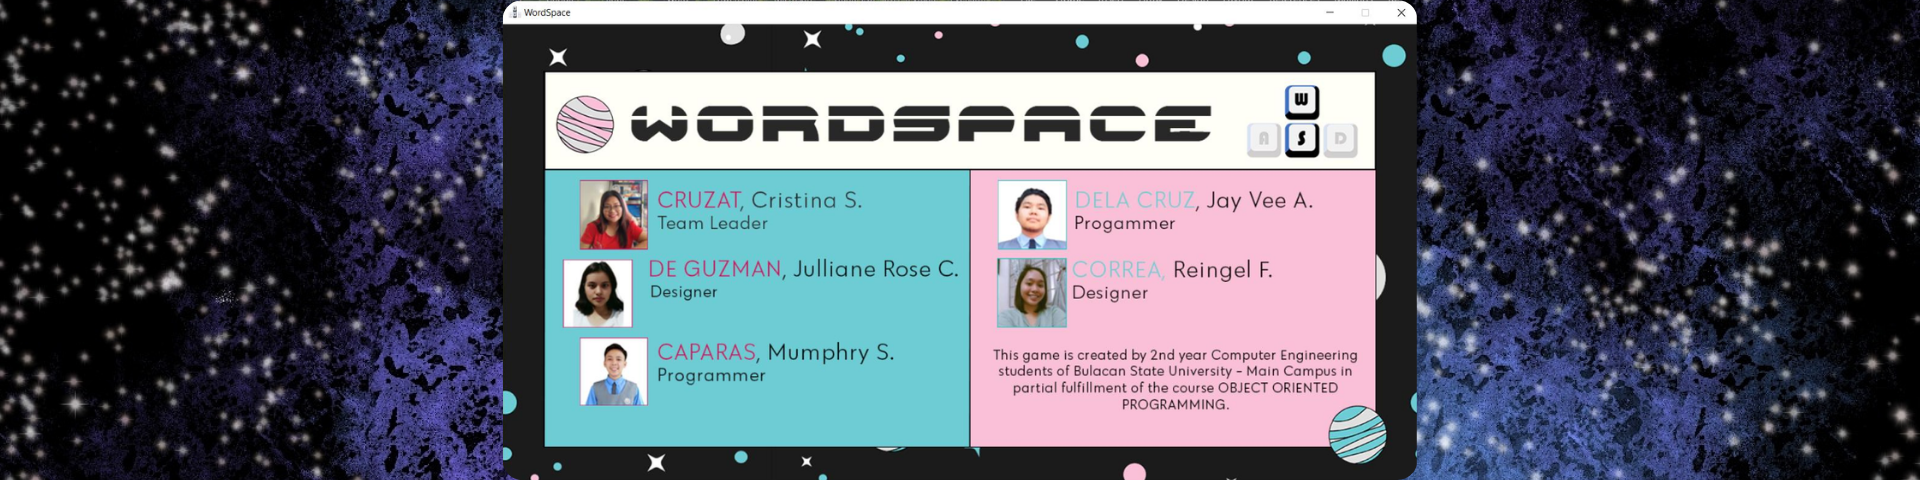 WordSpace
WORDSPACE
W
A S D
CRUZAT, Cristina S.
Team Leader
DE GUZMAN, Julliane Rose C.
Designer
CAPARAS, Mumphry S.
Programmer
DELA CRUZ, Jay Vee A.
Progammer
CORREA, Reingel F.
Designer
This game is created by 2nd year Computer Engineering
students of Bulacan State University - Main Campus in
partial fulfillment of the course OBJECT ORIENTED
PROGRAMMING.